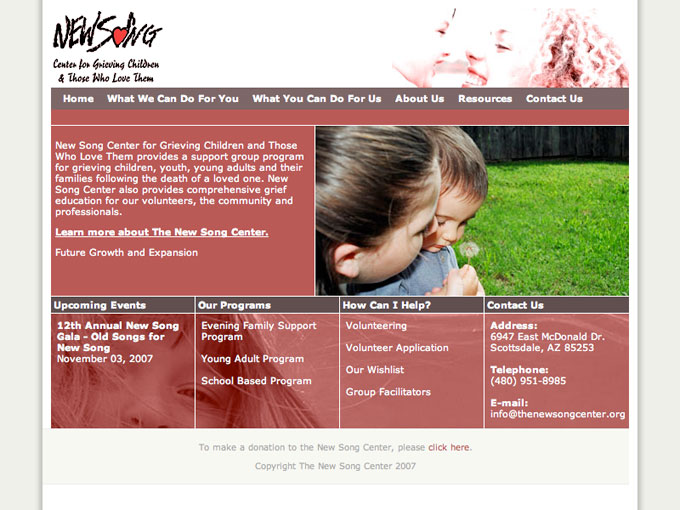 NEW SONG
Center for Grieving Children
& Those Who Love Them
Home What We Can Do For You What You Can Do For Us About Us Resources Contact Us
New Song Center for Grieving Children and Those
Who Love Them provides a support group program
for grieving children, youth, young adults and their
families following the death of a loved one. New
Song Center also provides comprehensive grief
education for our volunteers, the community and
professionals.
Learn more about The New Song Center.
Future Growth and Expansion
Upcoming Events
12th Annual New Song
Gala - Old Songs for
New Song
November 03, 2007
Our Programs
Evening Family Support
Program
Young Adult Program
School Based Program
How Can I Help?
Volunteering
Volunteer Application
Our Wishlist
Group Facilitators
Contact Us
Address:
6947 East McDonald Dr.
Scottsdale, AZ 85253
Telephone:
(480) 951-8985
E-mail:
info@thenewsongcenter.org
To make a donation to the New Song Center, please click here.
Copyright The New Song Center 2007